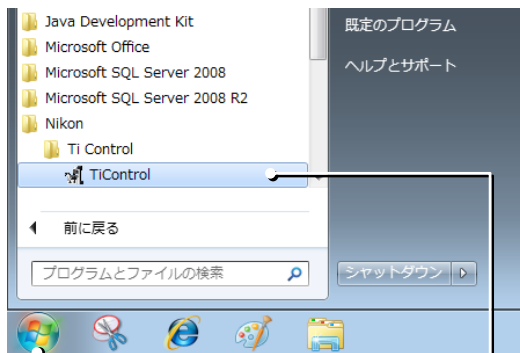 Java Development Kit
Microsoft Office
Microsoft SQL Server 2008
Microsoft SQL Server 2008 R2
Nikon
Ti Control
TiControl
前に戻る
プログラムとファイルの検索
既定のプログラム
ヘルプとサポート
シャットダウン